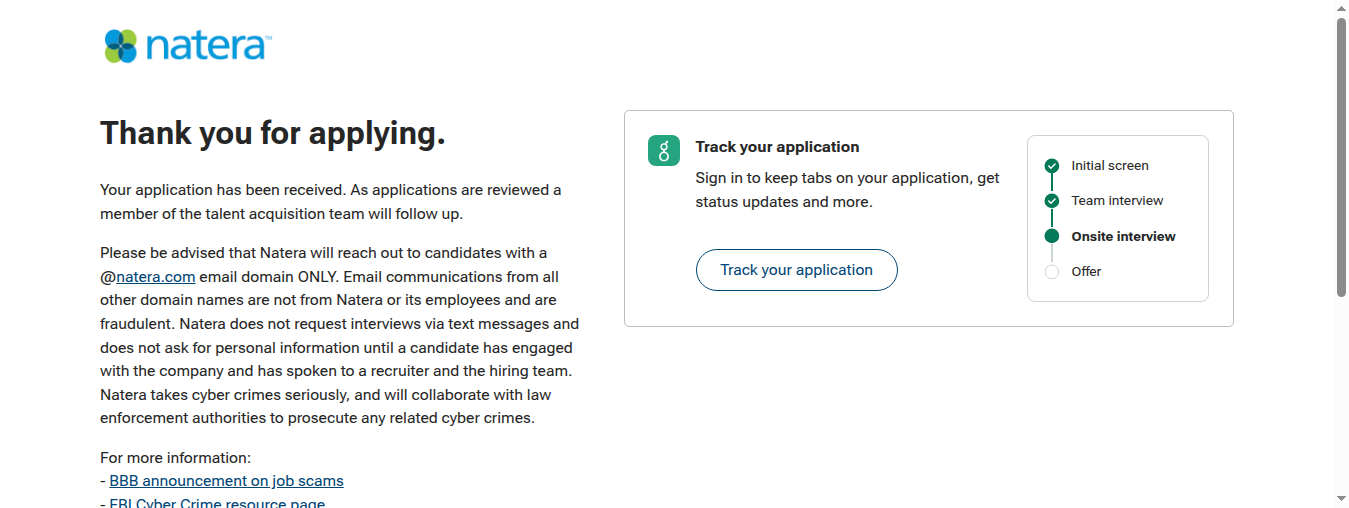 natera™
Thank you for applying.
Your application has been received. As applications are reviewed a
member of the talent acquisition team will follow up.
Please be advised that Natera will reach out to candidates with a
@natera.com email domain ONLY. Email communications from all
other domain names are not from Natera or its employees and are
fraudulent. Natera does not request interviews via text messages and
does not ask for personal information until a candidate has engaged
with the company and has spoken to a recruiter and the hiring team.
Natera takes cyber crimes seriously, and will collaborate with law
enforcement authorities to prosecute any related cyber crimes.
For more information:
- BBB announcement on job scams
- FBI Cyber Crime resource page
Track your application
Sign in to keep tabs on your application, get
status updates and more.
Track your application
Initial screen
Team interview
Onsite interview
Offer